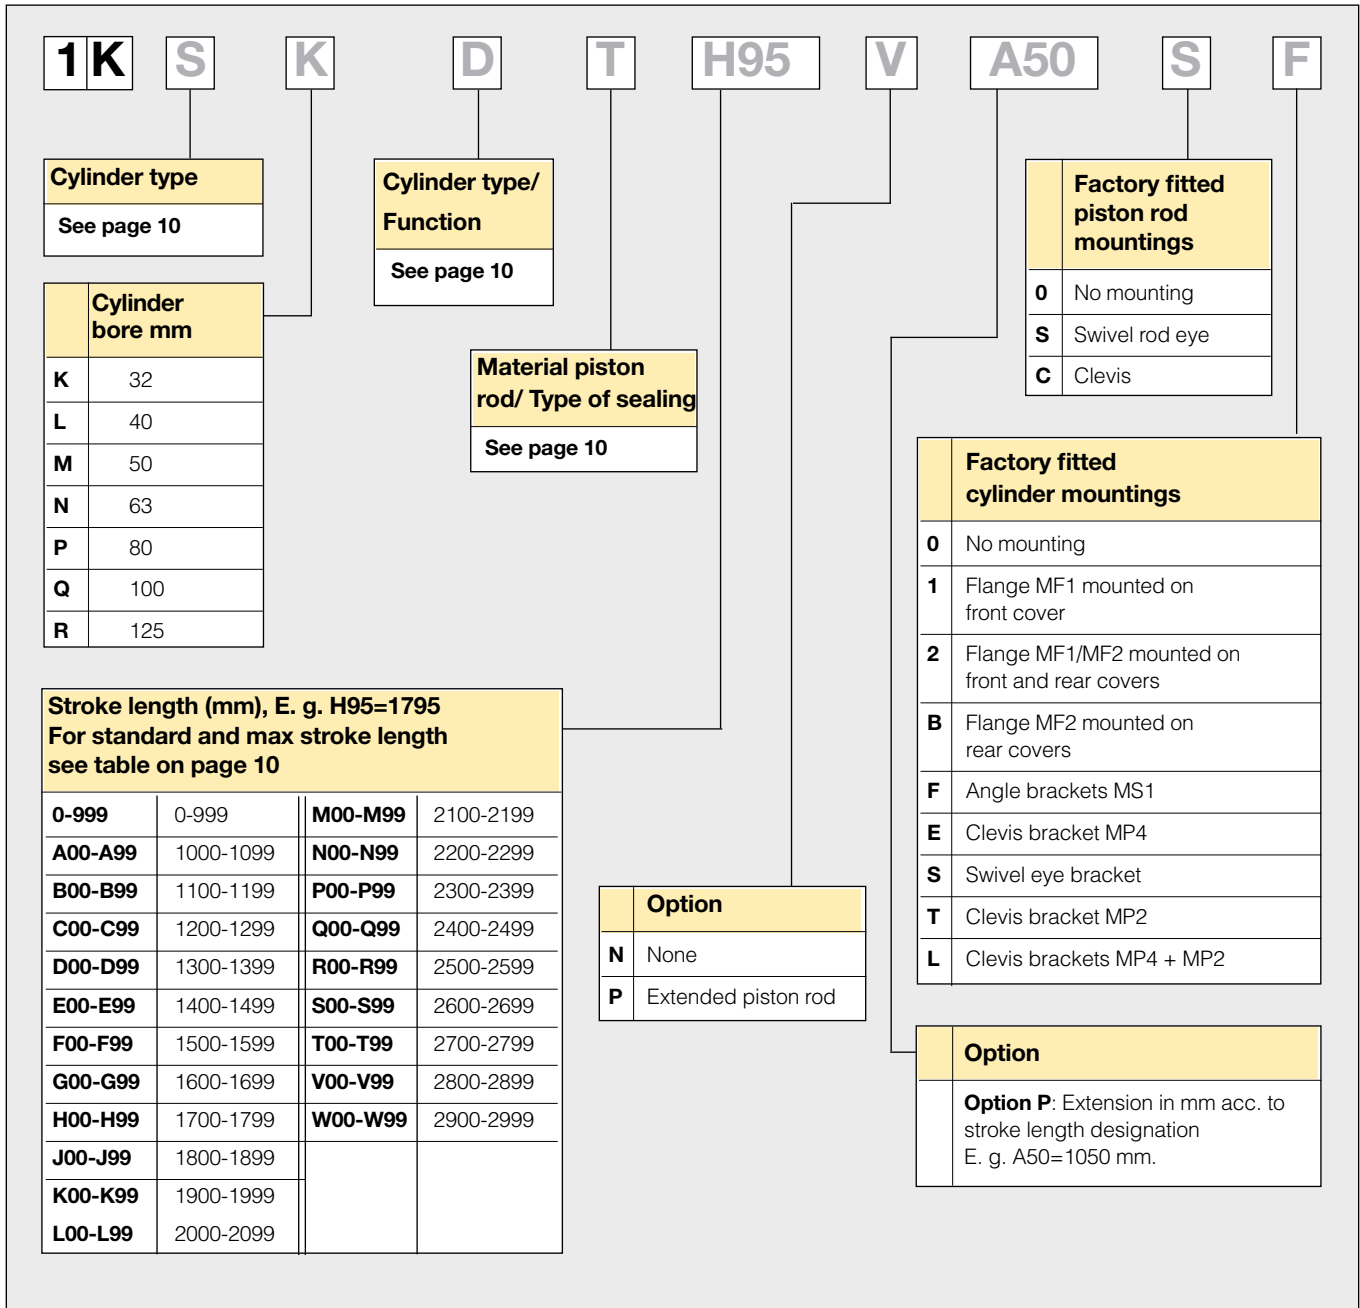 1 K S K D T H95 V A50 S F
Cylinder type
See page 10
Cylinder type/
Function
See page 10
Factory fitted
piston rod
mountings
0 No mounting
S Swivel rod eye
C Clevis
Cylinder
bore mm
K 32
L 40
M 50
N 63
P 80
Q 100
R 125
Material piston
rod/ Type of sealing
See page 10
Factory fitted
cylinder mountings
0 No mounting
1 Flange MF1 mounted on
front cover
2 Flange MF1/MF2 mounted on
front and rear covers
B Flange MF2 mounted on
rear covers
F Angle brackets MS1
E Clevis bracket MP4
S Swivel eye bracket
T Clevis bracket MP2
L Clevis brackets MP4 + MP2
Stroke length (mm), E. g. H95=1795
For standard and max stroke length
see table on page 10
0-999 0-999 M00-M99 2100-2199
A00-A99 1000-1099 N00-N99 2200-2299
B00-B99 1100-1199 P00-P99 2300-2399
C00-C99 1200-1299 Q00-Q99 2400-2499
D00-D99 1300-1399 R00-R99 2500-2599
E00-E99 1400-1499 S00-S99 2600-2699
F00-F99 1500-1599 T00-T99 2700-2799
G00-G99 1600-1699 V00-V99 2800-2899
H00-H99 1700-1799 W00-W99 2900-2999
J00-J99 1800-1899
K00-K99 1900-1999
L00-L99 2000-2099
Option
N None
P Extended piston rod
Option
Option P: Extension in mm acc. to
stroke length designation
E. g. A50=1050 mm.